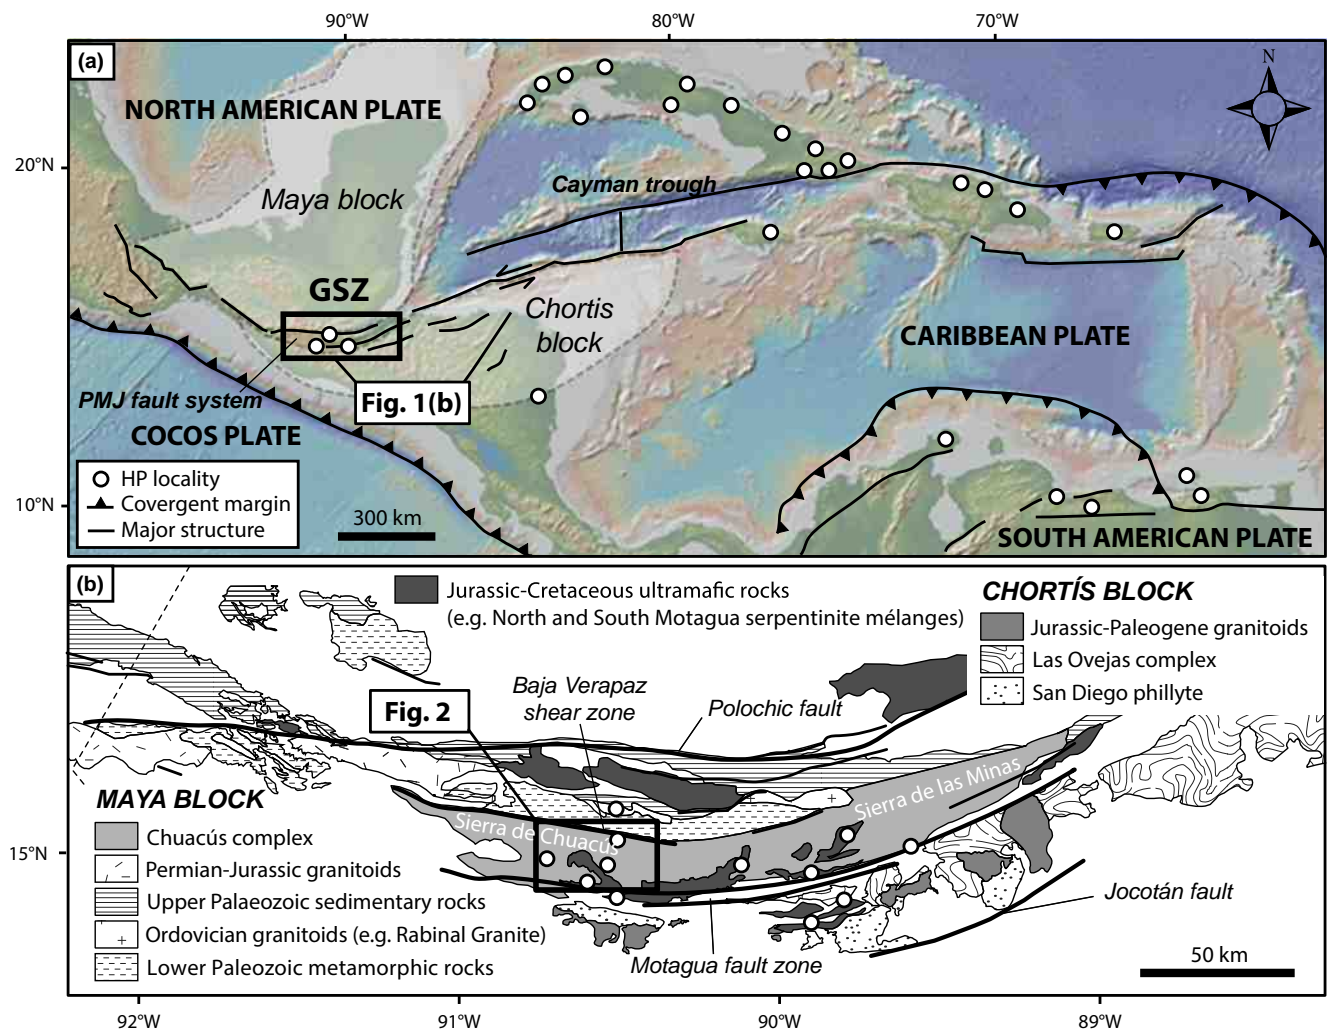 90°W
80°W
70°W
(a)
N
NORTH AMERICAN PLATE
20°N
Cayman trough
Maya block
GSZ
Chortis
block
CARIBBEAN PLATE
PMJ fault system
Fig. 1(b)
COCOS PLATE
HP locality
Covergent margin
Major structure
10°N
300 km
SOUTH AMERICAN PLATE
(b)
Jurassic-Cretaceous ultramafic rocks
(e.g. North and South Motagua serpentinite mélanges)
CHORTÍS BLOCK
Jurassic-Paleogene granitoids
Las Ovejas complex
San Diego phyllyte
Baja Verapaz
shear zone
Fig. 2
Polochic fault
MAYA BLOCK
Chuacús complex
Permian-Jurassic granitoids
Upper Palaeozoic sedimentary rocks
Ordovician granitoids (e.g. Rabinal Granite)
Lower Paleozoic metamorphic rocks
Sierra de Chuacús
Sierra de las Minas
15°N
Jocotán fault
Motagua fault zone
50 km
92°W
91°W
90°W
89°W